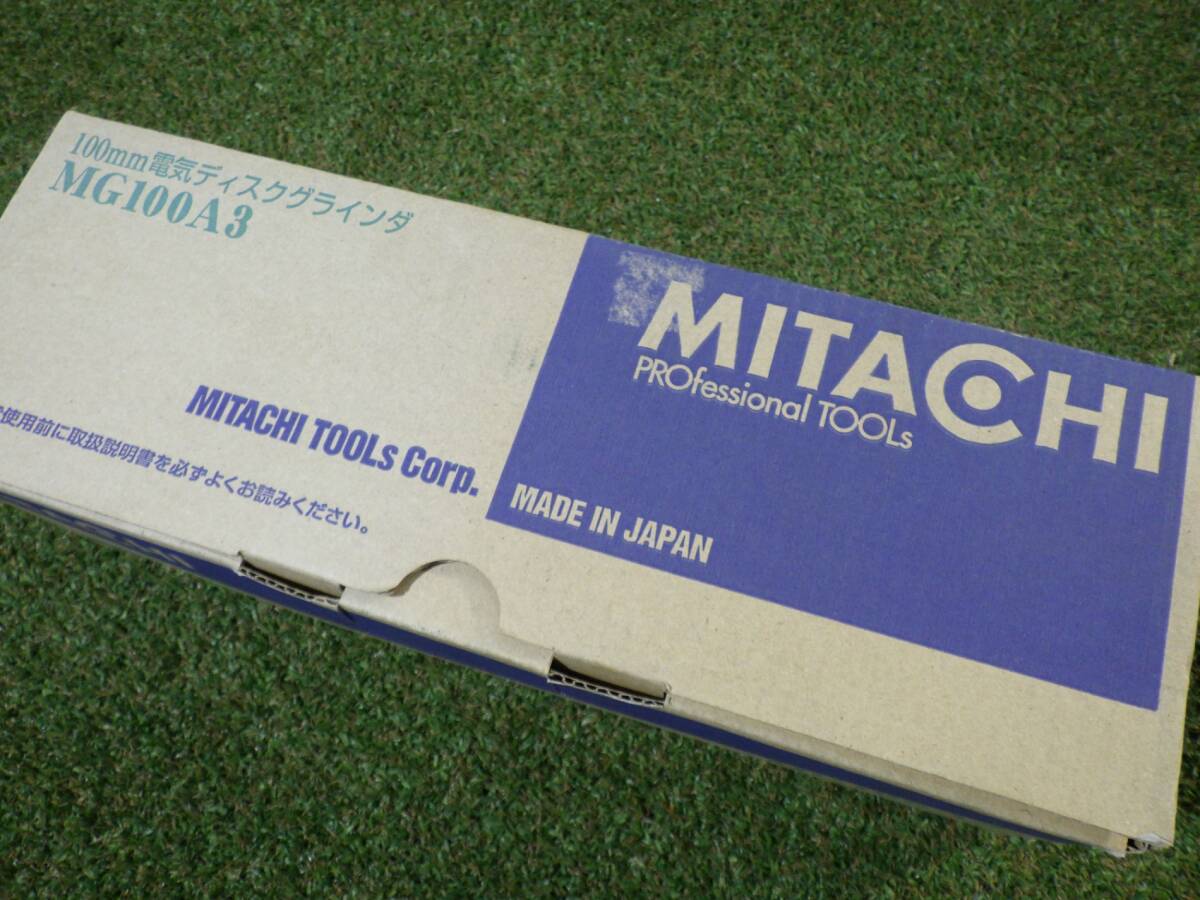 100mm電気ディスクグラインダ
MG100A3
MITACHI
PROfessional TOOLs
MITACHI TOOLs Corp.
使用前に取扱説明書を必ずよくお読みください。
MADE IN JAPAN